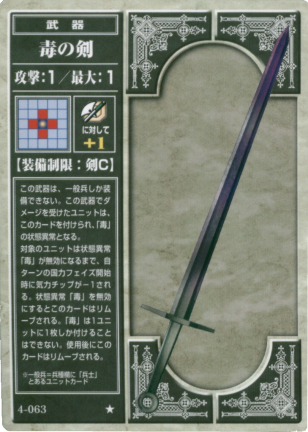 武器
毒の剣
攻撃:1／最大:1
に対して
+1
【装備制限：剣C】
この武器は、一般兵しか装
備できない。この武器でダ
メージを受けたユニットは、
このカードを付けられ、「毒」
の状態異常となる。
対象のユニットは状態異常
「毒」が無効になるまで、自
ターンの国力フェイズ開始
時に気力チップが－1され
る。状態異常「毒」を無効
にするとこのカードはリム
ーブされる。「毒」は1ユニ
ットに1枚しか付けること
はできない。使用後にこの
カードはリムーブされる。
※一般兵=兵種欄に「兵士」
とあるユニットカード
4-063
★